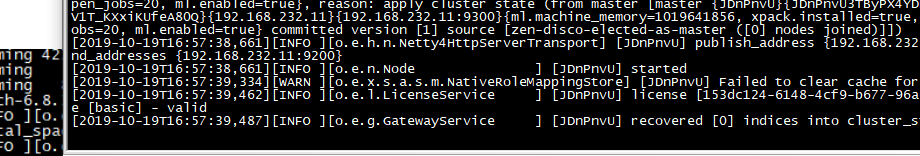 pen_jobs=20, ml.enabled=true}, reason: apply cluster state (from master [master {JDnPnvU}{JDnPnvU3TByPX4YD
V1T_KXxiKUfeA8OQ}{192.168.232.11}{192.168.232.11:9300}{ml.machine_memory=1019641856, xpack.installed=true,
obs=20, ml.enabled=true} committed version [1] source [zen-disco-elected-as-master ([0] nodes joined)]])
[2019-10-19T16:57:38,661][INFO ][o.e.h.n.Netty4HttpServerTransport] [JDnPnvU] publish_address {192.168.232
nd_addresses {192.168.232.11:9200}
[2019-10-19T16:57:38,661][INFO ][o.e.n.Node ] [JDnPnvU] started
[2019-10-19T16:57:39,334][WARN ][o.e.x.s.a.s.m.NativeRoleMappingStore] [JDnPnvU] Failed to clear cache for
[2019-10-19T16:57:39,462][INFO ][o.e.l.LicenseService ] [JDnPnvU] license [153dc124-6148-4cf9-b677-96a
e [basic] - valid
[2019-10-19T16:57:39,487][INFO ][o.e.g.GatewayService ] [JDnPnvU] recovered [0] indices into cluster_s
ming 42
ming
ming
ch-6.8.
FO ][o.
cal_spa
FO ][o.